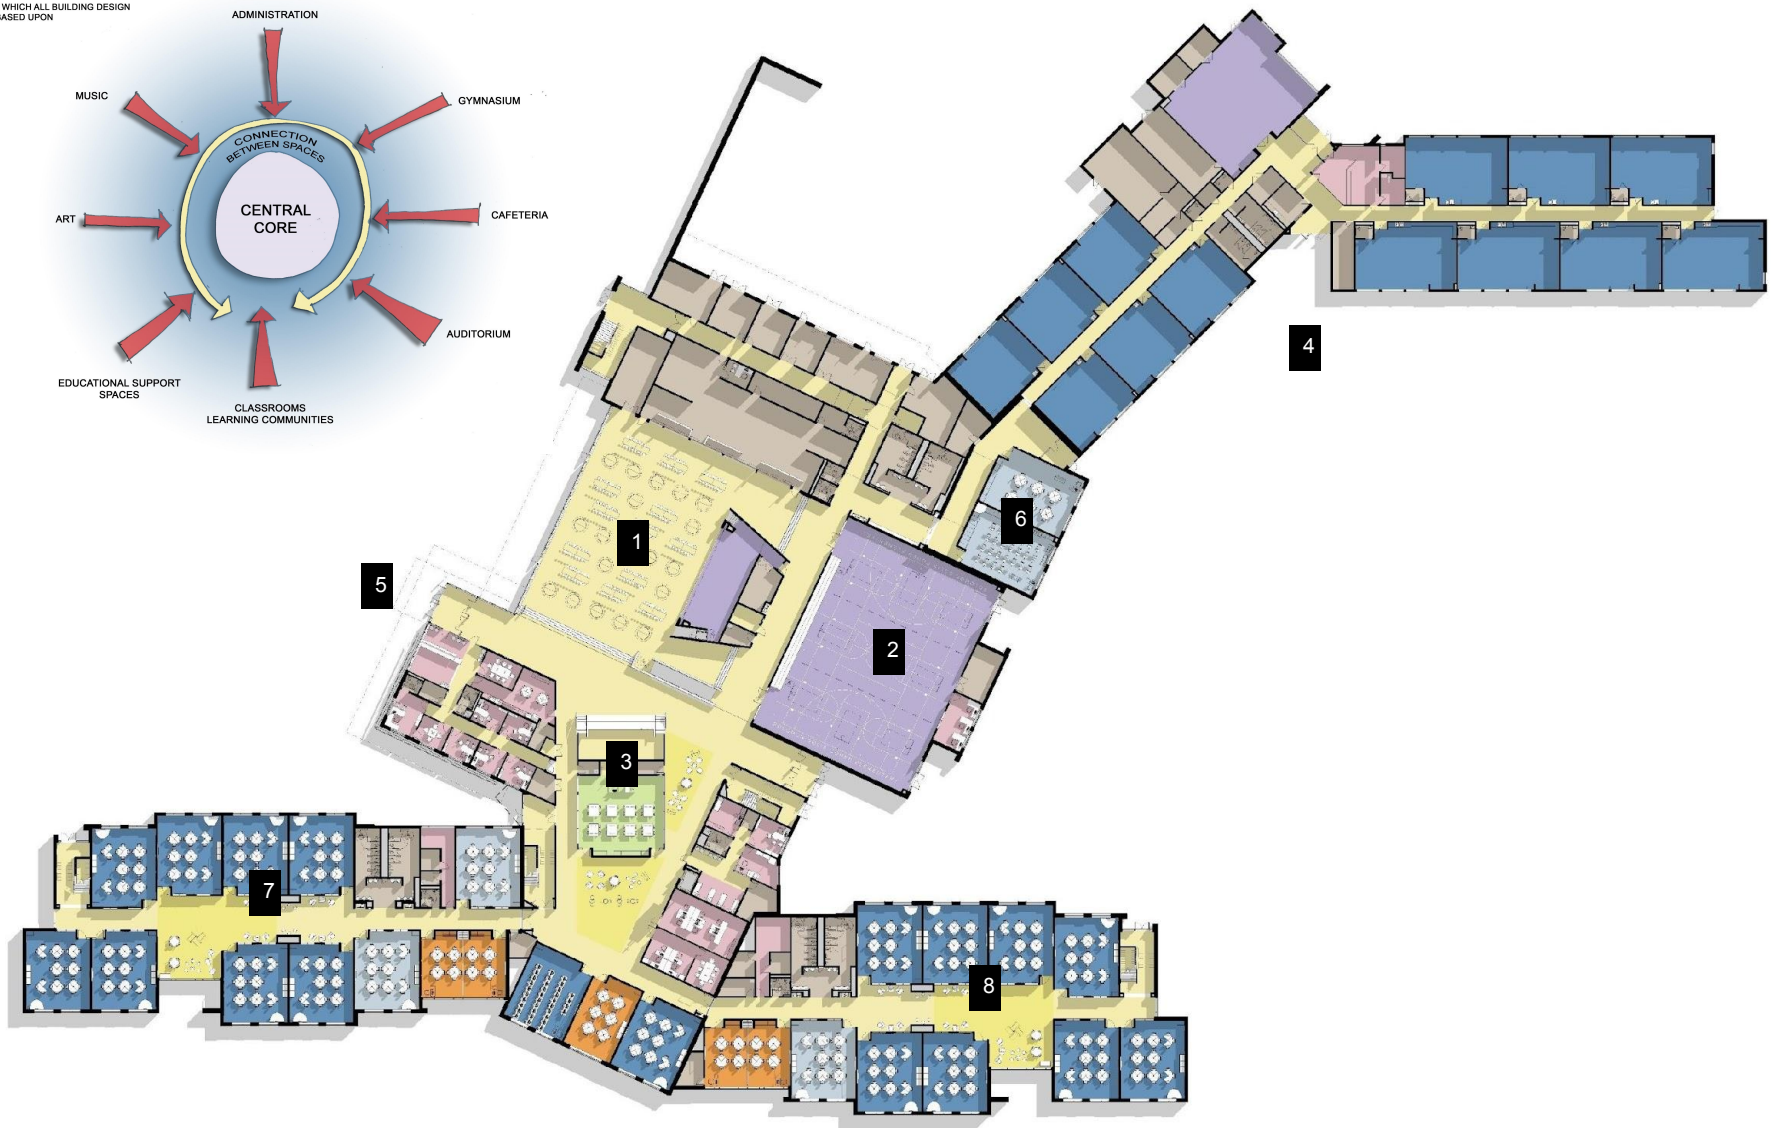 WHICH ALL BUILDING DESIGN
BASED UPON
ADMINISTRATION
MUSIC
GYMNASIUM
CONNECTION
BETWEEN SPACES
CENTRAL
CORE
ART
CAFETERIA
AUDITORIUM
EDUCATIONAL SUPPORT
SPACES
CLASSROOMS
LEARNING COMMUNITIES
4
6
1
5
2
3
7
8